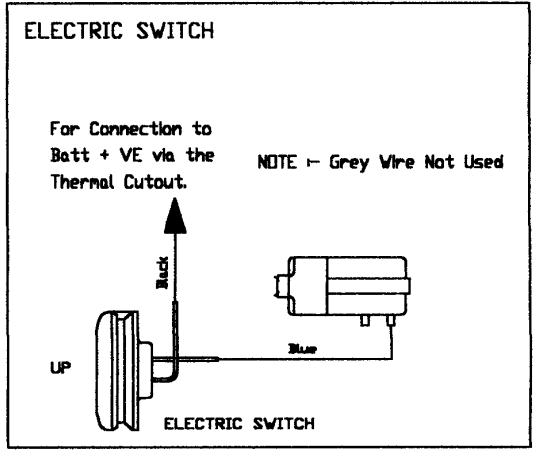 ELECTRIC SWITCH
For Connection to
Batt + VE via the
Thermal Cutout.
NOTE :- Grey Wire Not Used
Black
Blue
UP
ELECTRIC SWITCH